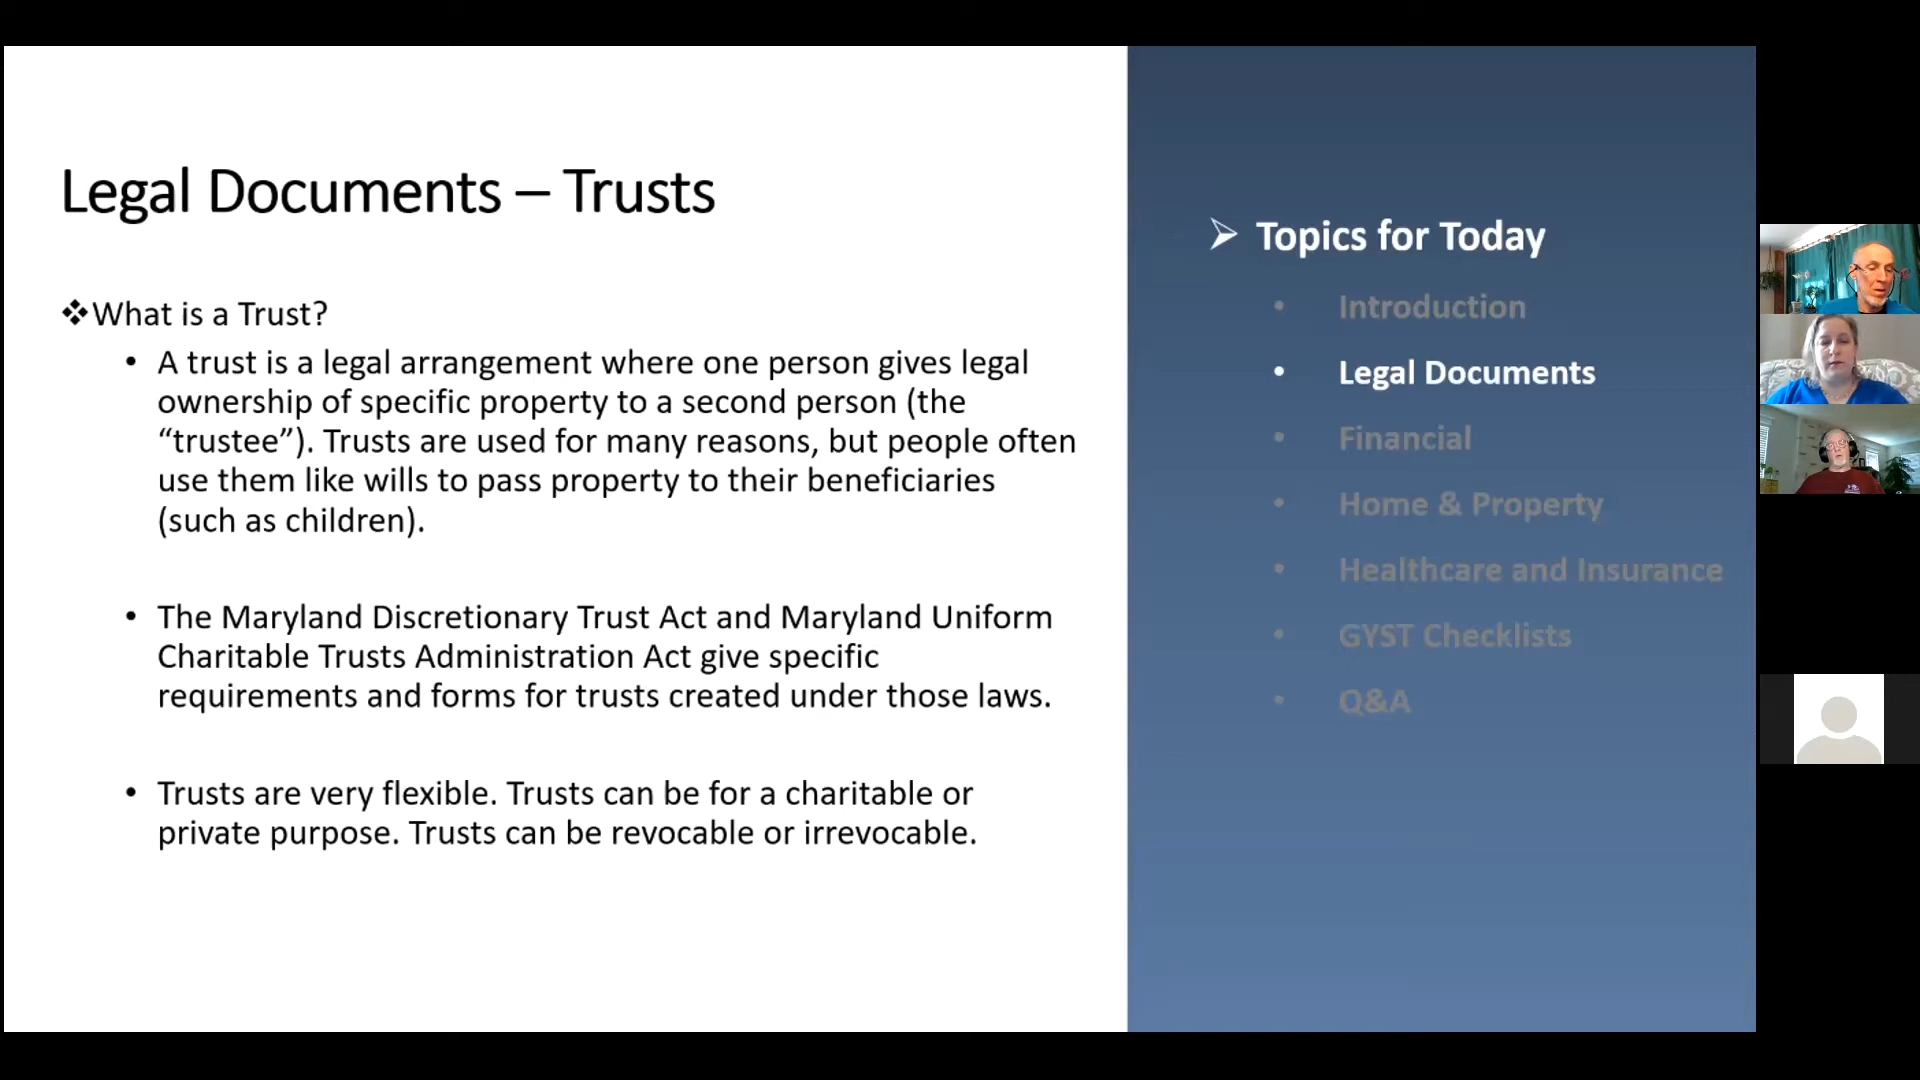 Legal Documents – Trusts
❖What is a Trust?
• A trust is a legal arrangement where one person gives legal
ownership of specific property to a second person (the
“trustee”). Trusts are used for many reasons, but people often
use them like wills to pass property to their beneficiaries
(such as children).
• The Maryland Discretionary Trust Act and Maryland Uniform
Charitable Trusts Administration Act give specific
requirements and forms for trusts created under those laws.
• Trusts are very flexible. Trusts can be for a charitable or
private purpose. Trusts can be revocable or irrevocable.
➢ Topics for Today
• Introduction
• Legal Documents
• Financial
• Home & Property
• Healthcare and Insurance
• GYST Checklists
• Q&A